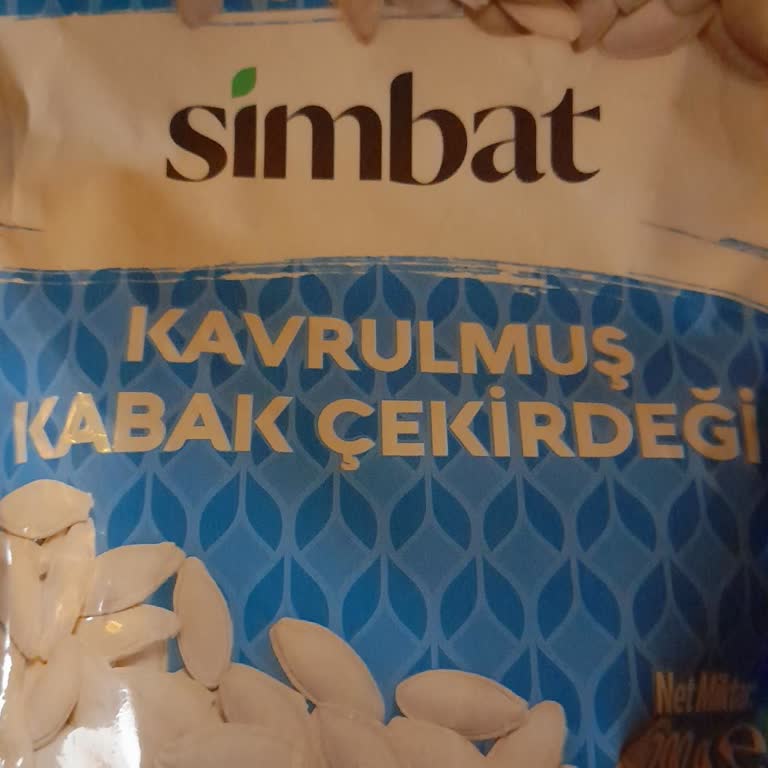 simbat
KAVRULMUŞ
KABAK ÇEKİRDEĞİ
Net Miktar: